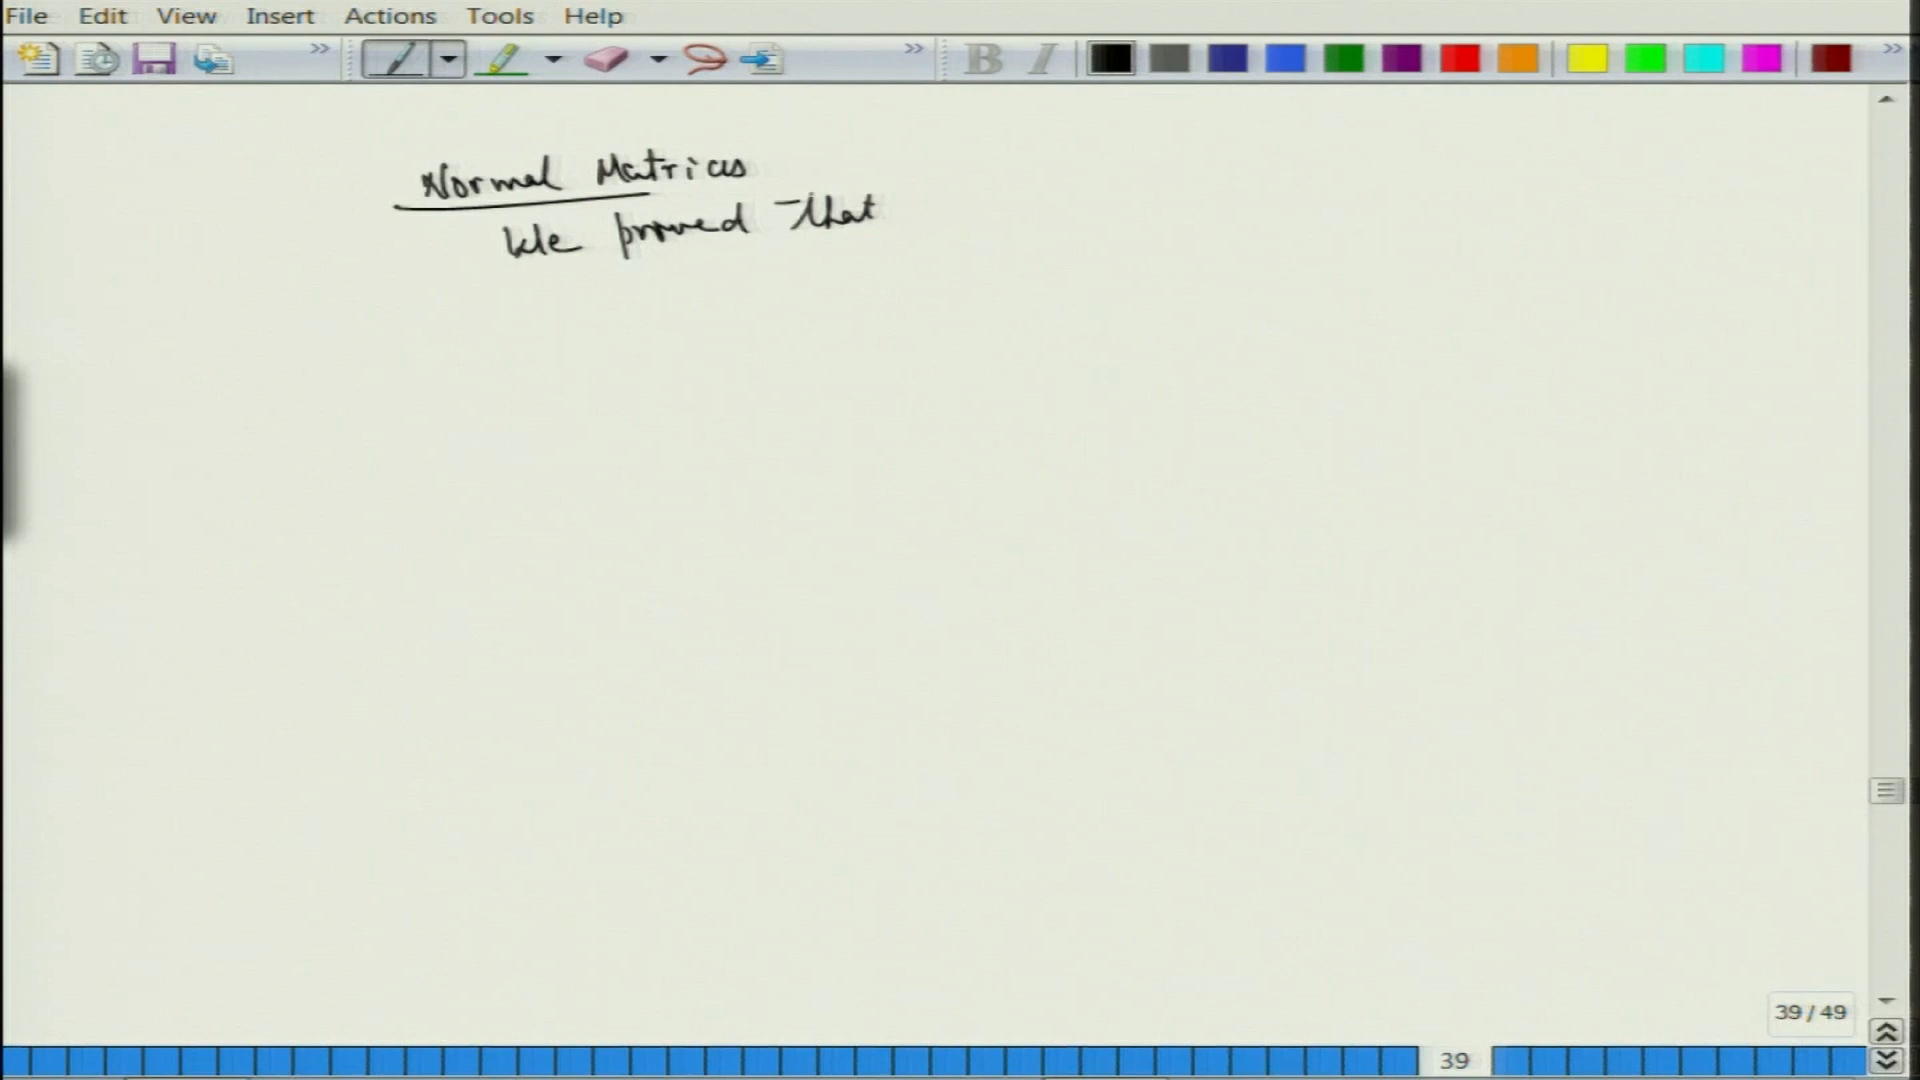 File Edit View Insert Actions Tools Help
B I
Normal Matrices
We proved that
39 / 49
39